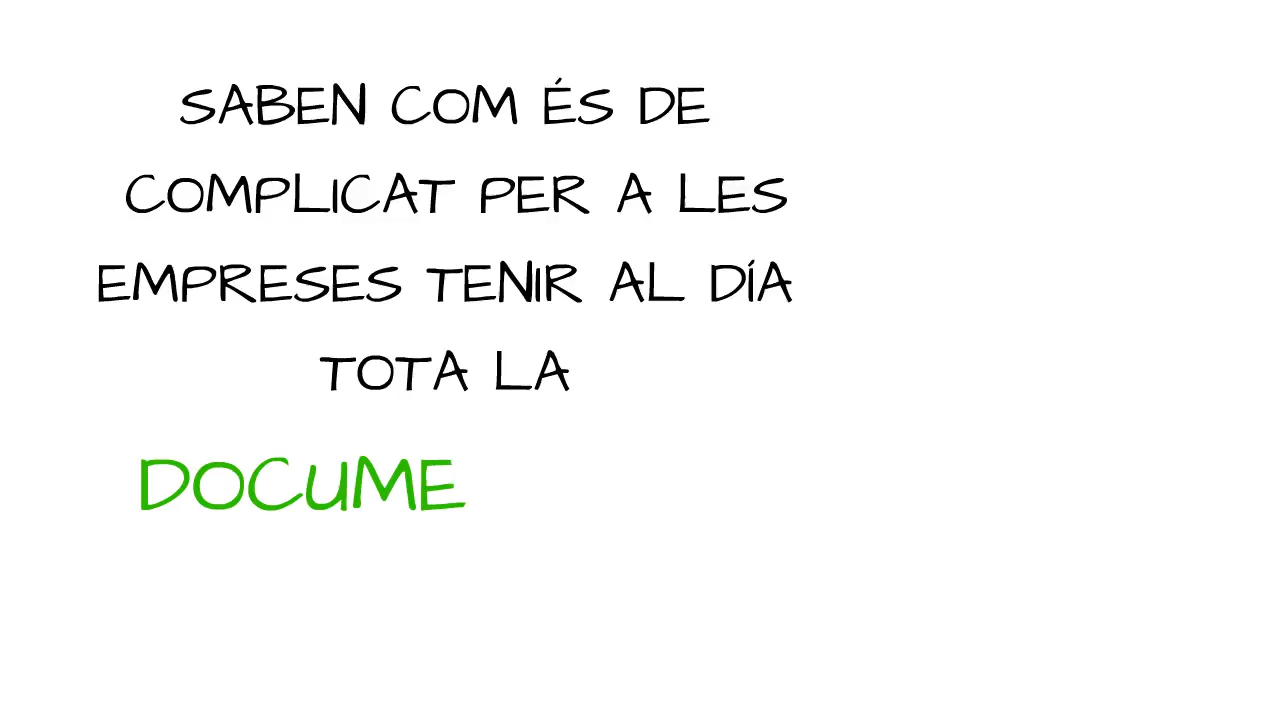 SABEN COM ÉS DE
COMPLICAT PER A LES
EMPRESES TENIR AL DÍA
TOTA LA
DOCUME